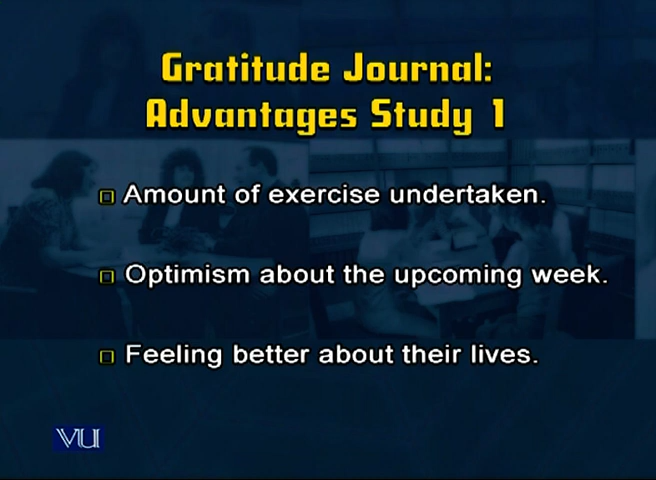 Gratitude Journal:
Advantages Study 1
Amount of exercise undertaken.
Optimism about the upcoming week.
Feeling better about their lives.
VU